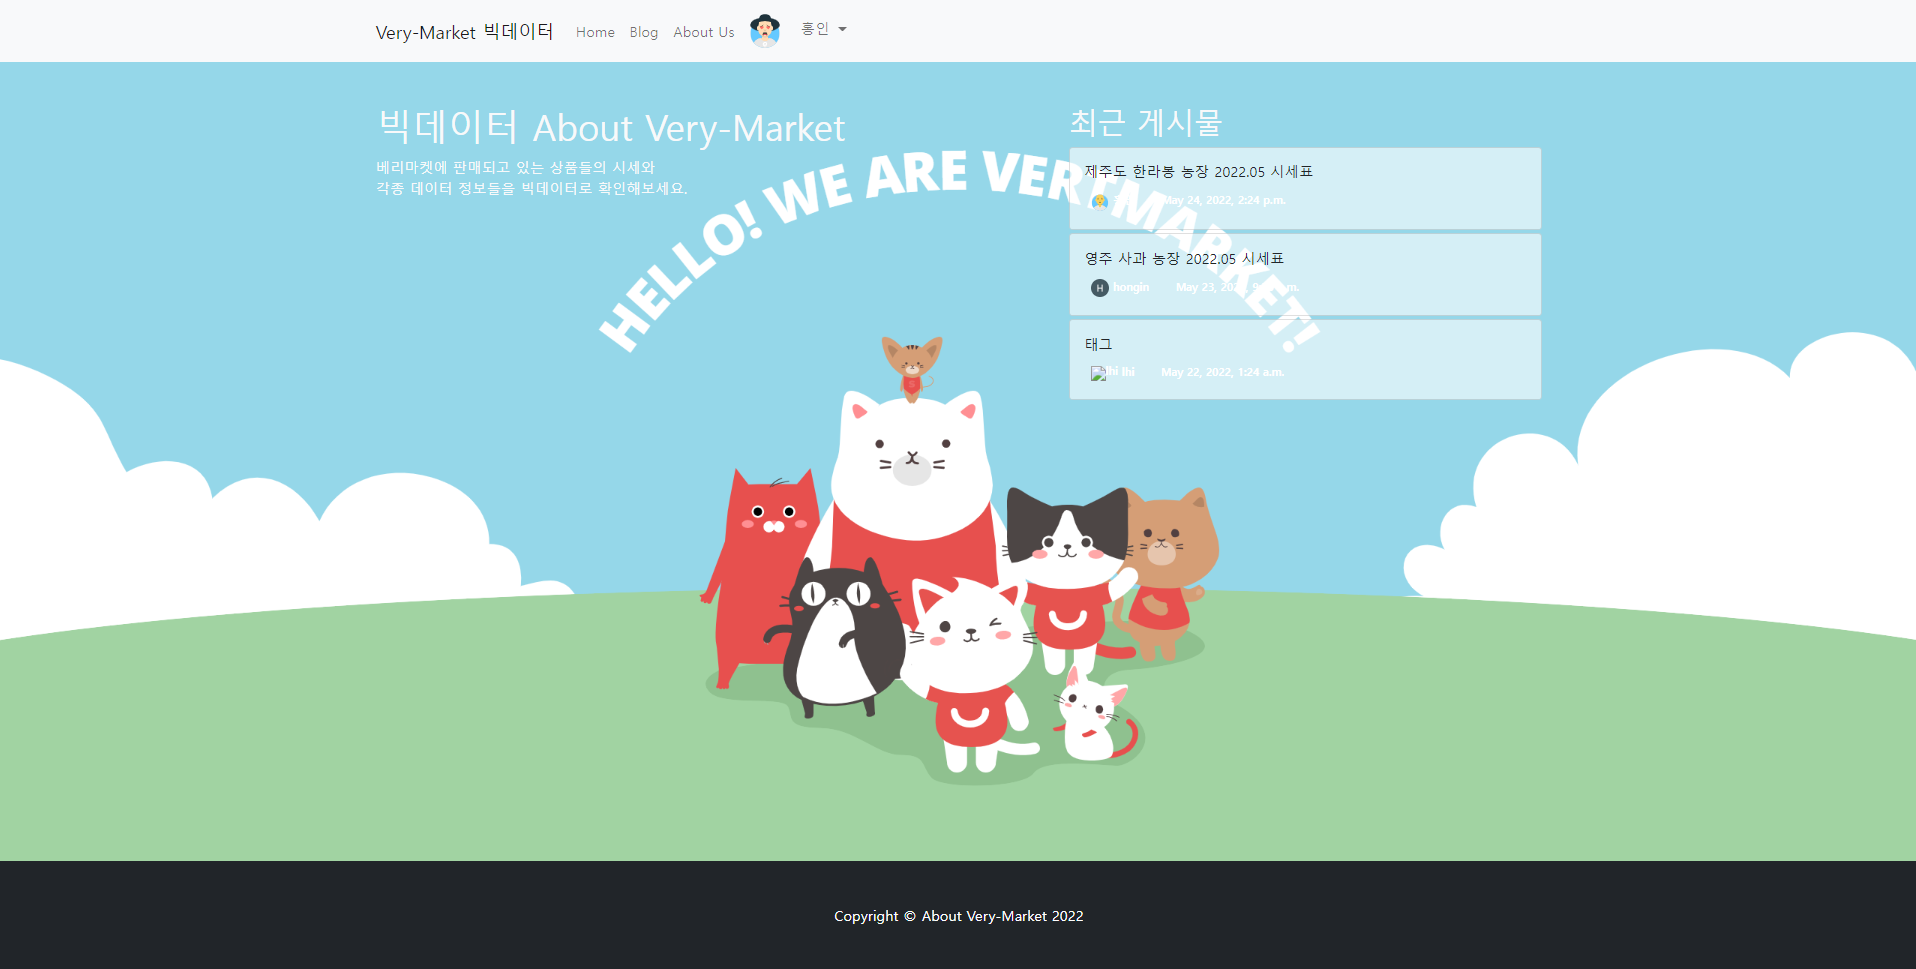 Very-Market 빅데이터
Home
Blog
About Us
홍인
빅데이터 About Very-Market
베리마켓에 판매되고 있는 상품들의 시세와
각종 데이터 정보들을 빅데이터로 확인해보세요.
HELLO! WE ARE VERTMARKET!
최근 게시물
제주도 한라봉 농장 2022.05 시세표
May 24, 2022, 2:24 p.m.
영주 사과 농장 2022.05 시세표
H hongin May 23,
태그
lhi lhi May 22, 2022, 1:24 a.m.
Copyright © About Very-Market 2022